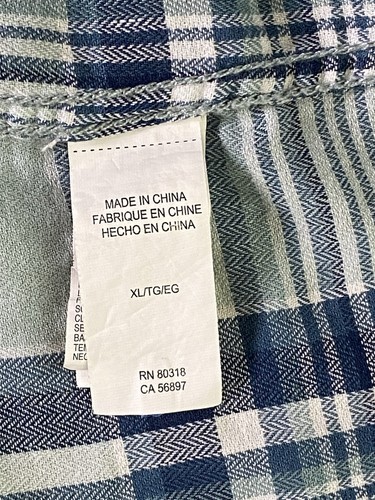 MADE IN CHINA
FABRIQUE EN CHINE
HECHO EN CHINA
XL/TG/EG
RN 80318
CA 56897